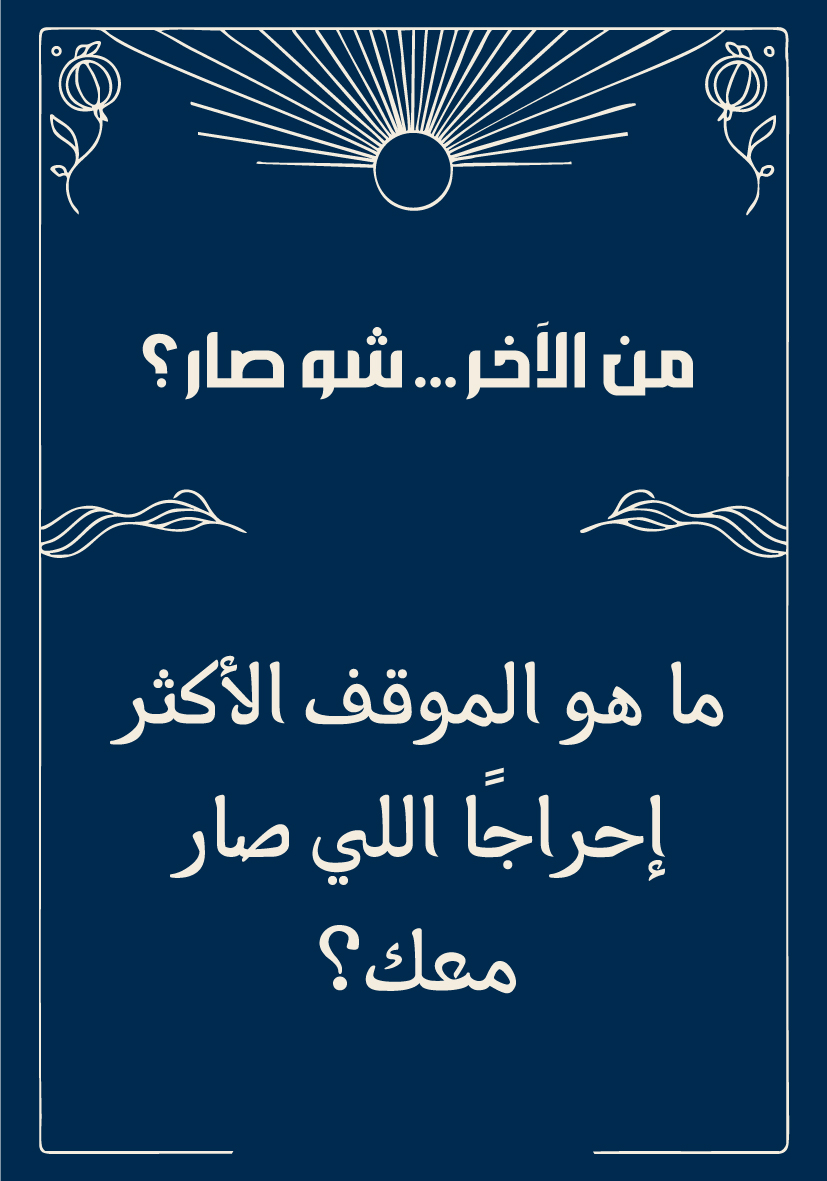 من الآخر... شو صار؟
ما هو الموقف الأكثر
إحراجًا اللي صار
معك؟